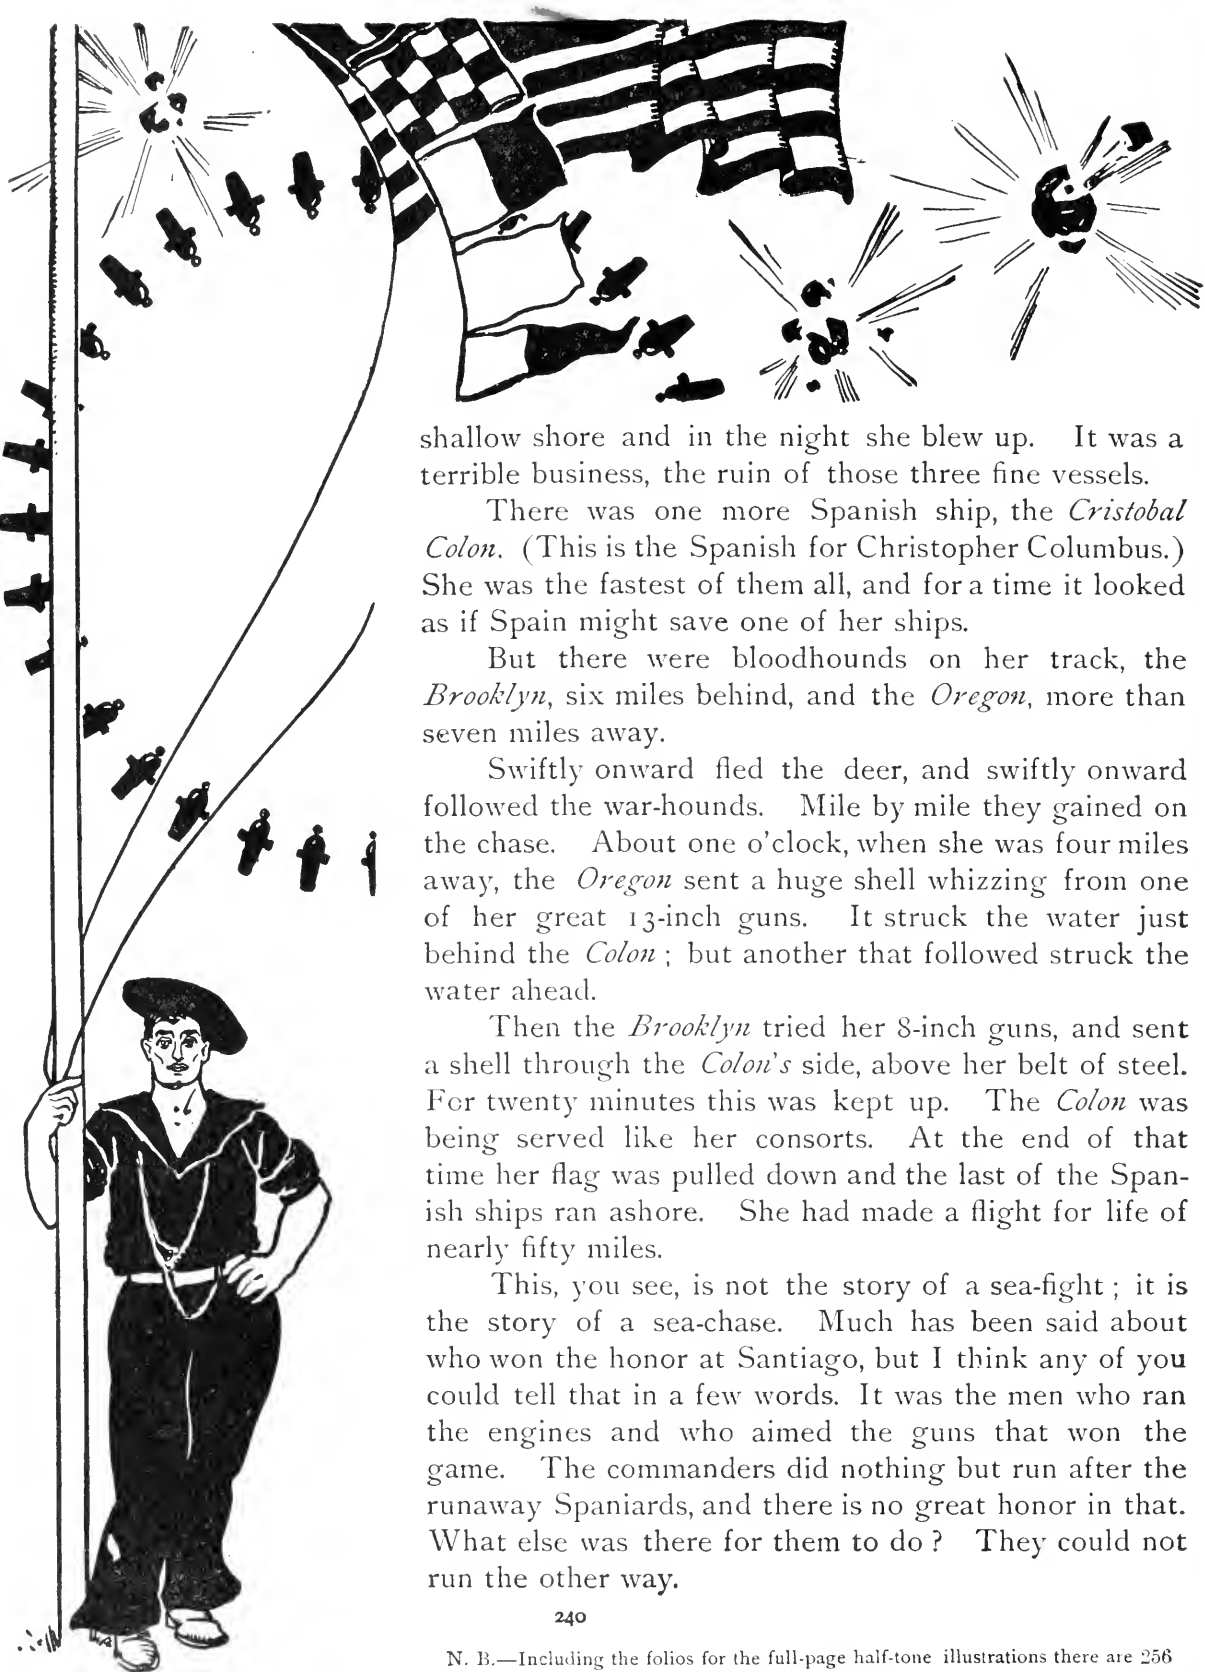 shallow shore and in the night she blew up. It was a
terrible business, the ruin of those three fine vessels.
There was one more Spanish ship, the Cristobal
Colon. (This is the Spanish for Christopher Columbus.)
She was the fastest of them all, and for a time it looked
as if Spain might save one of her ships.
But there were bloodhounds on her track, the
Brooklyn, six miles behind, and the Oregon, more than
seven miles away.
Swiftly onward fled the deer, and swiftly onward
followed the war-hounds. Mile by mile they gained on
the chase. About one o'clock, when she was four miles
away, the Oregon sent a huge shell whizzing from one
of her great 13-inch guns. It struck the water just
behind the Colon; but another that followed struck the
water ahead.
Then the Brooklyn tried her 8-inch guns, and sent
a shell through the Colon's side, above her belt of steel.
For twenty minutes this was kept up. The Colon was
being served like her consorts. At the end of that
time her flag was pulled down and the last of the Span-
ish ships ran ashore. She had made a flight for life of
nearly fifty miles.
This, you see, is not the story of a sea-fight; it is
the story of a sea-chase. Much has been said about
who won the honor at Santiago, but I think any of you
could tell that in a few words. It was the men who ran
the engines and who aimed the guns that won the
game. The commanders did nothing but run after the
runaway Spaniards, and there is no great honor in that.
What else was there for them to do? They could not
run the other way.
240
N. B.—Including the folios for the full-page half-tone illustrations there are 256